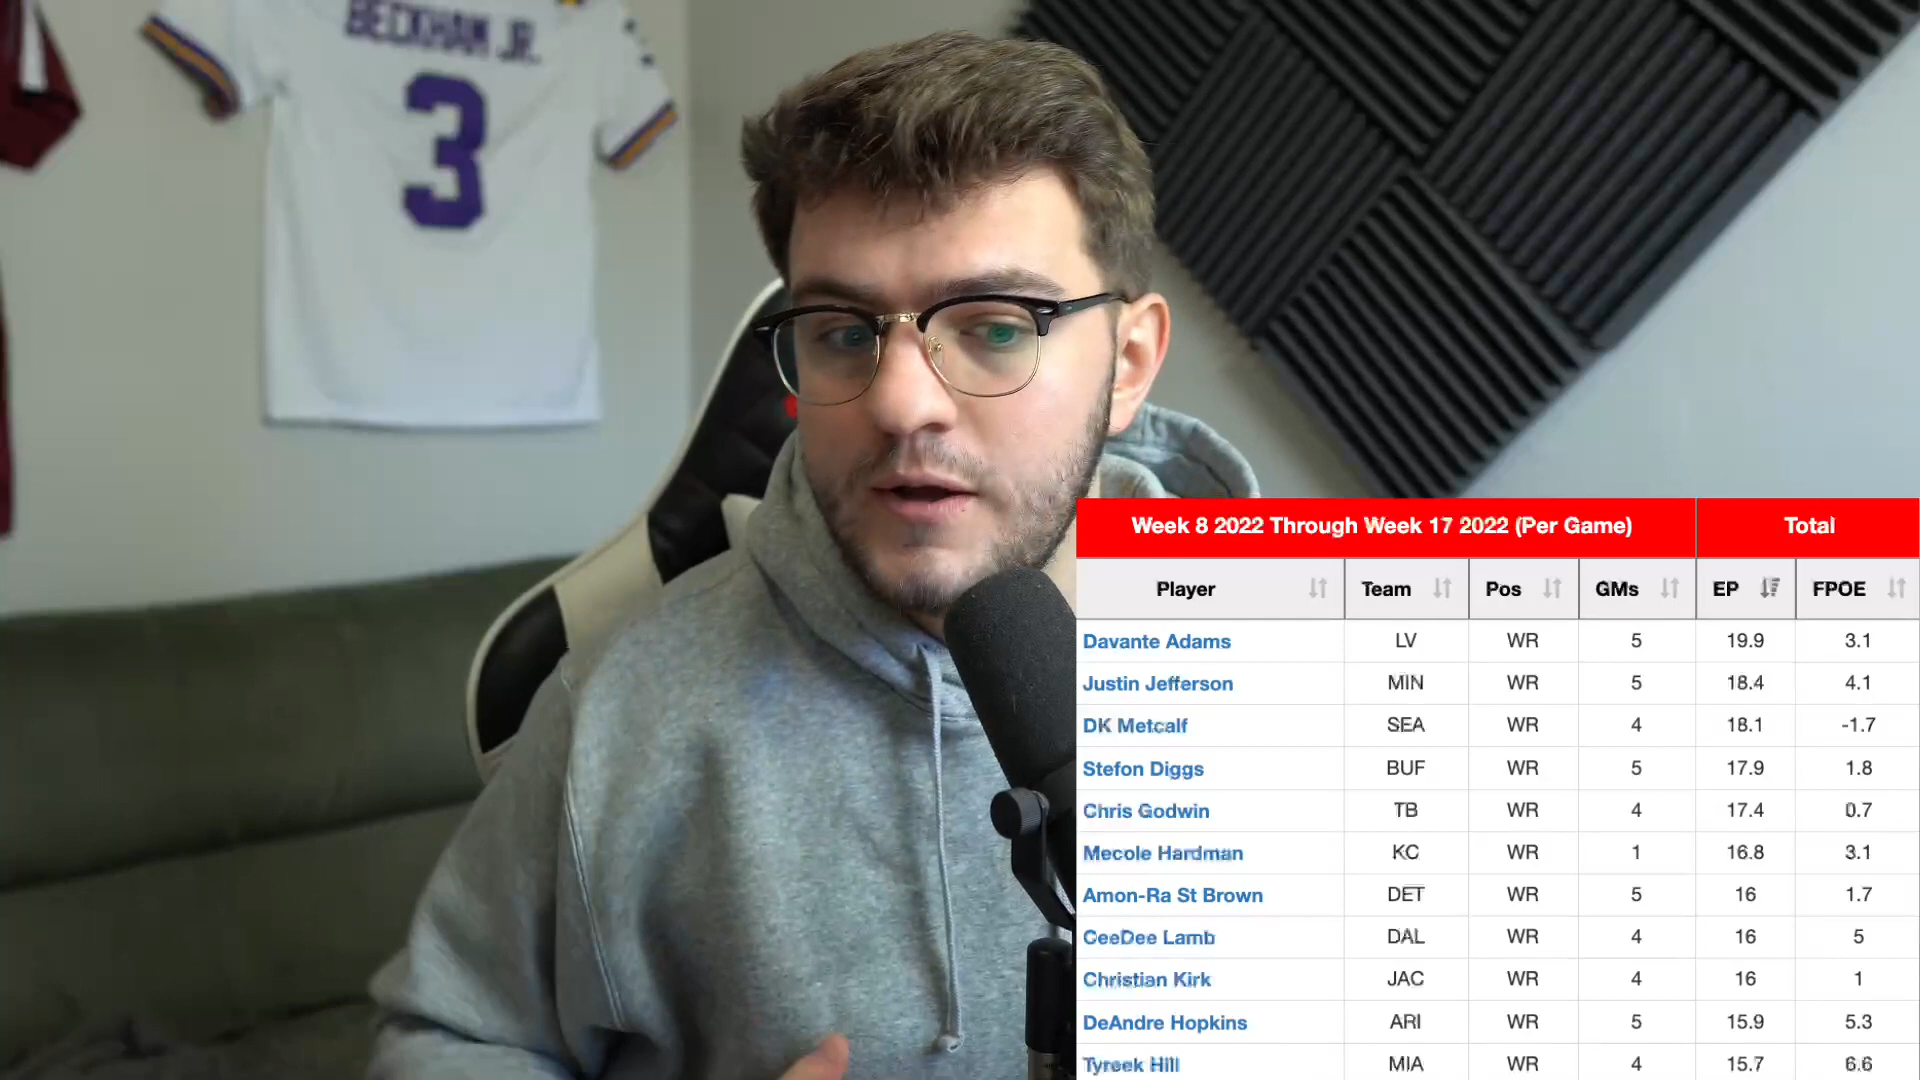 BECKHAM JR.
3
Week 8 2022 Through Week 17 2022 (Per Game) Total
Player Team Pos GMs EP FPOE
Davante Adams LV WR 5 19.9 3.1
Justin Jefferson MIN WR 5 18.4 4.1
DK Metcalf SEA WR 4 18.1 -1.7
Stefon Diggs BUF WR 5 17.9 1.8
Chris Godwin TB WR 4 17.4 0.7
Mecole Hardman KC WR 1 16.8 3.1
Amon-Ra St Brown DET WR 5 16 1.7
CeeDee Lamb DAL WR 4 16 5
Christian Kirk JAC WR 4 16 1
DeAndre Hopkins ARI WR 5 15.9 5.3
Tyreek Hill MIA WR 4 15.7 6.6